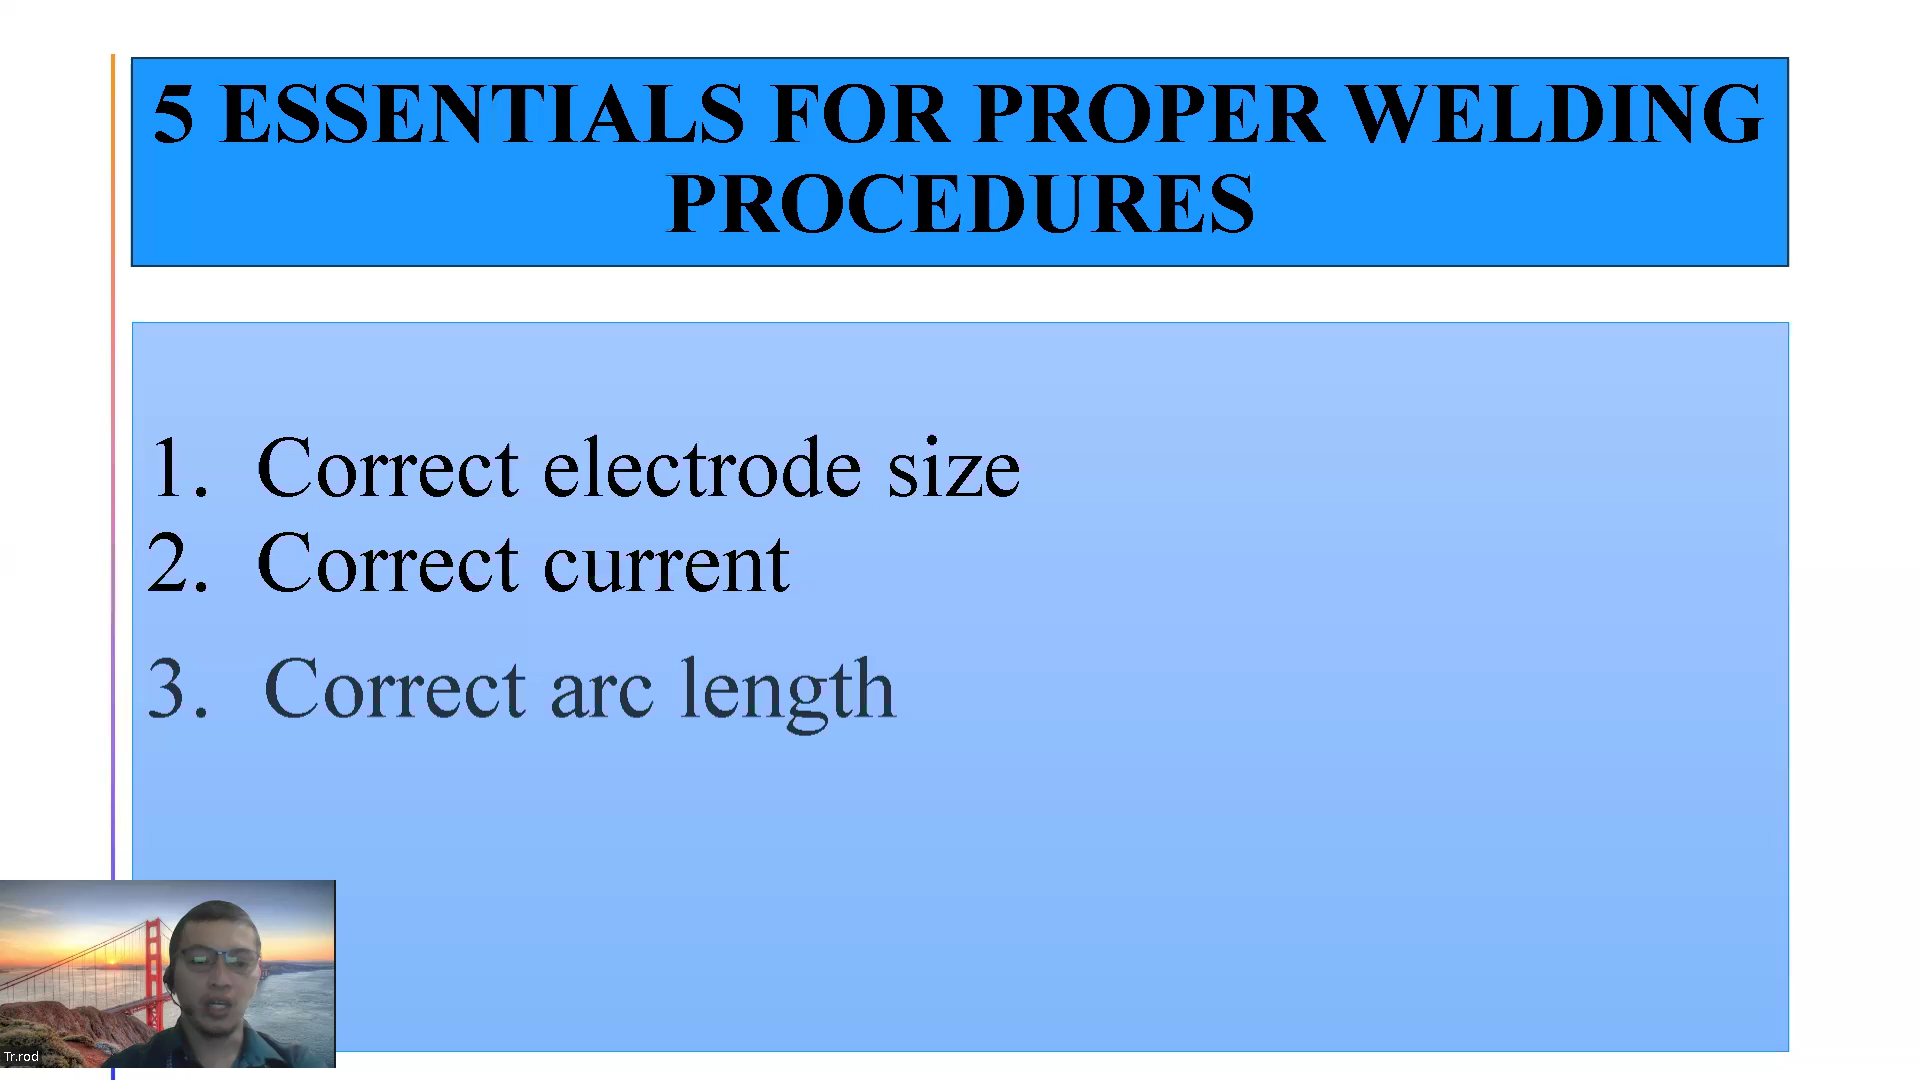 5 ESSENTIALS FOR PROPER WELDING
PROCEDURES
1. Correct electrode size
2. Correct current
3. Correct arc length
Tr.rod